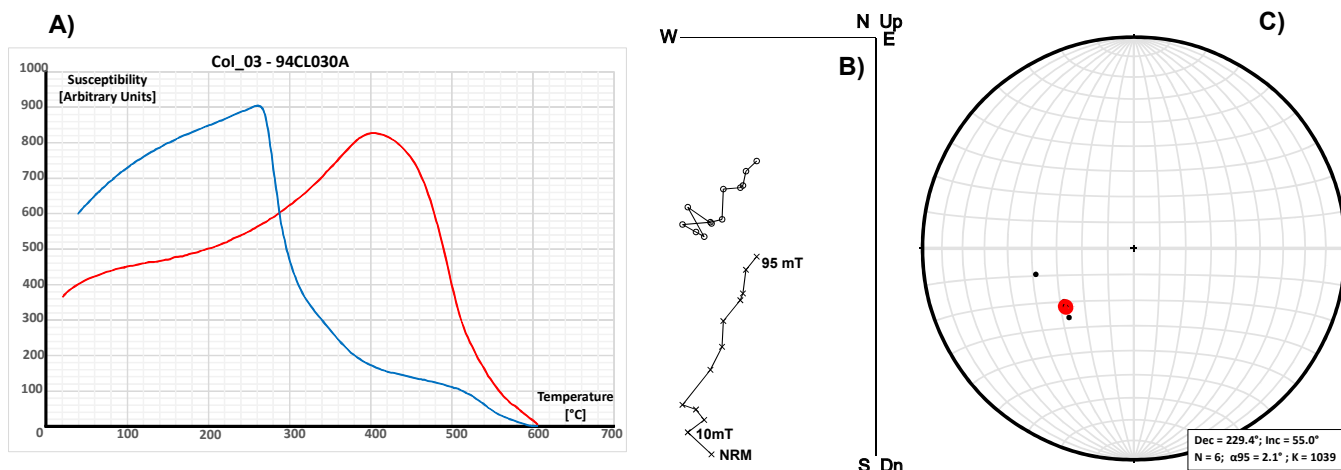 A)
Col_03 - 94CL030A
Susceptibility
[Arbitrary Units]
1000
900
800
700
600
500
400
300
200
100
0
100
200
300
400
500
600
700
Temperature
[°C]
B)
N Up
W
E
95 mT
10mT
NRM
S Dn
C)
Dec = 229.4°; Inc = 55.0°
N = 6; α95 = 2.1° ; K = 1039